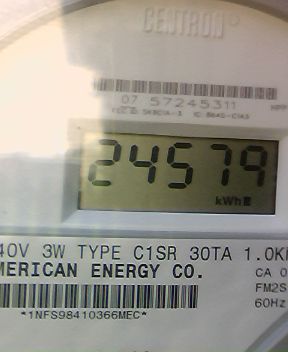 CENTRON®
07 57245311
24579
kWh
40V 3W TYPE C1SR 30TA 1.0K
MERICAN ENERGY CO.
CA 0
FM2S
60Hz
*1NFS98410366MEC*